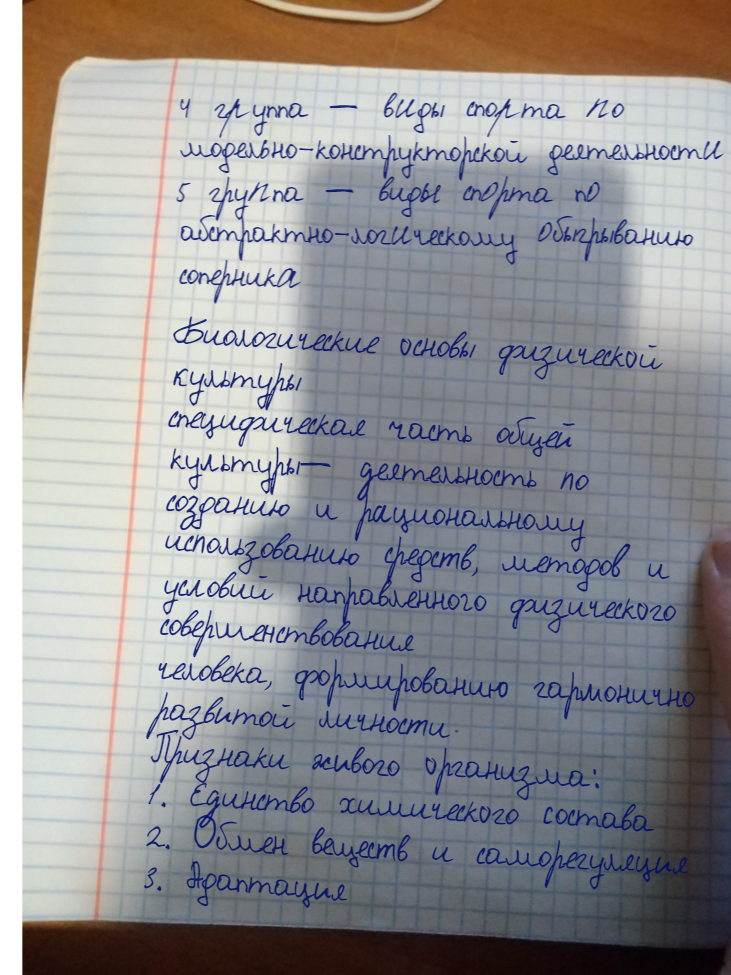 4 группа — виды спорта по
модельно-конструкторской деятельности
5 группа — виды спорта по
абстрактно-логическому обыгрыванию
соперника
Биологические основы физической
культуры
специфическая часть общей
культуры — деятельность по
созданию и рациональному
использованию средств, методов и
условий направленного физического
совершенствования
человека, формированию гармонично
развитой личности.
Признаки живого организма:
1. Единство химического состава
2. Обмен веществ и саморегуляция
3. Адаптация